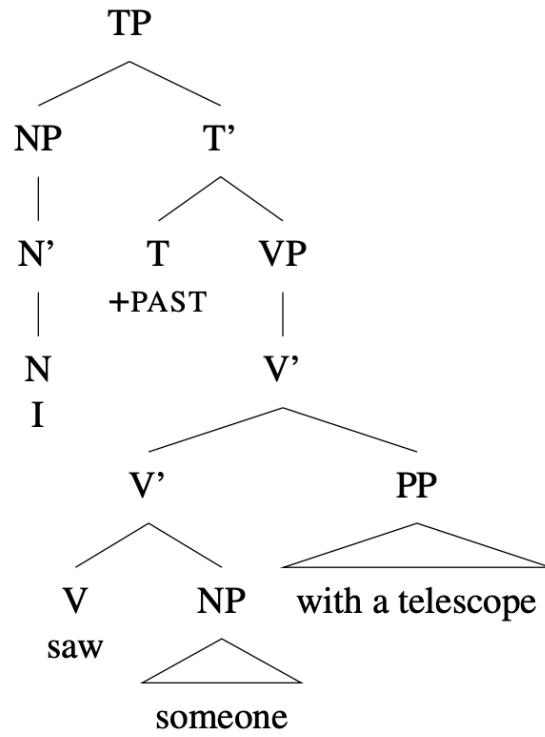 TP
NP T’
N’ T VP
+PAST
N V’
I
V’ PP
V NP with a telescope
saw
someone